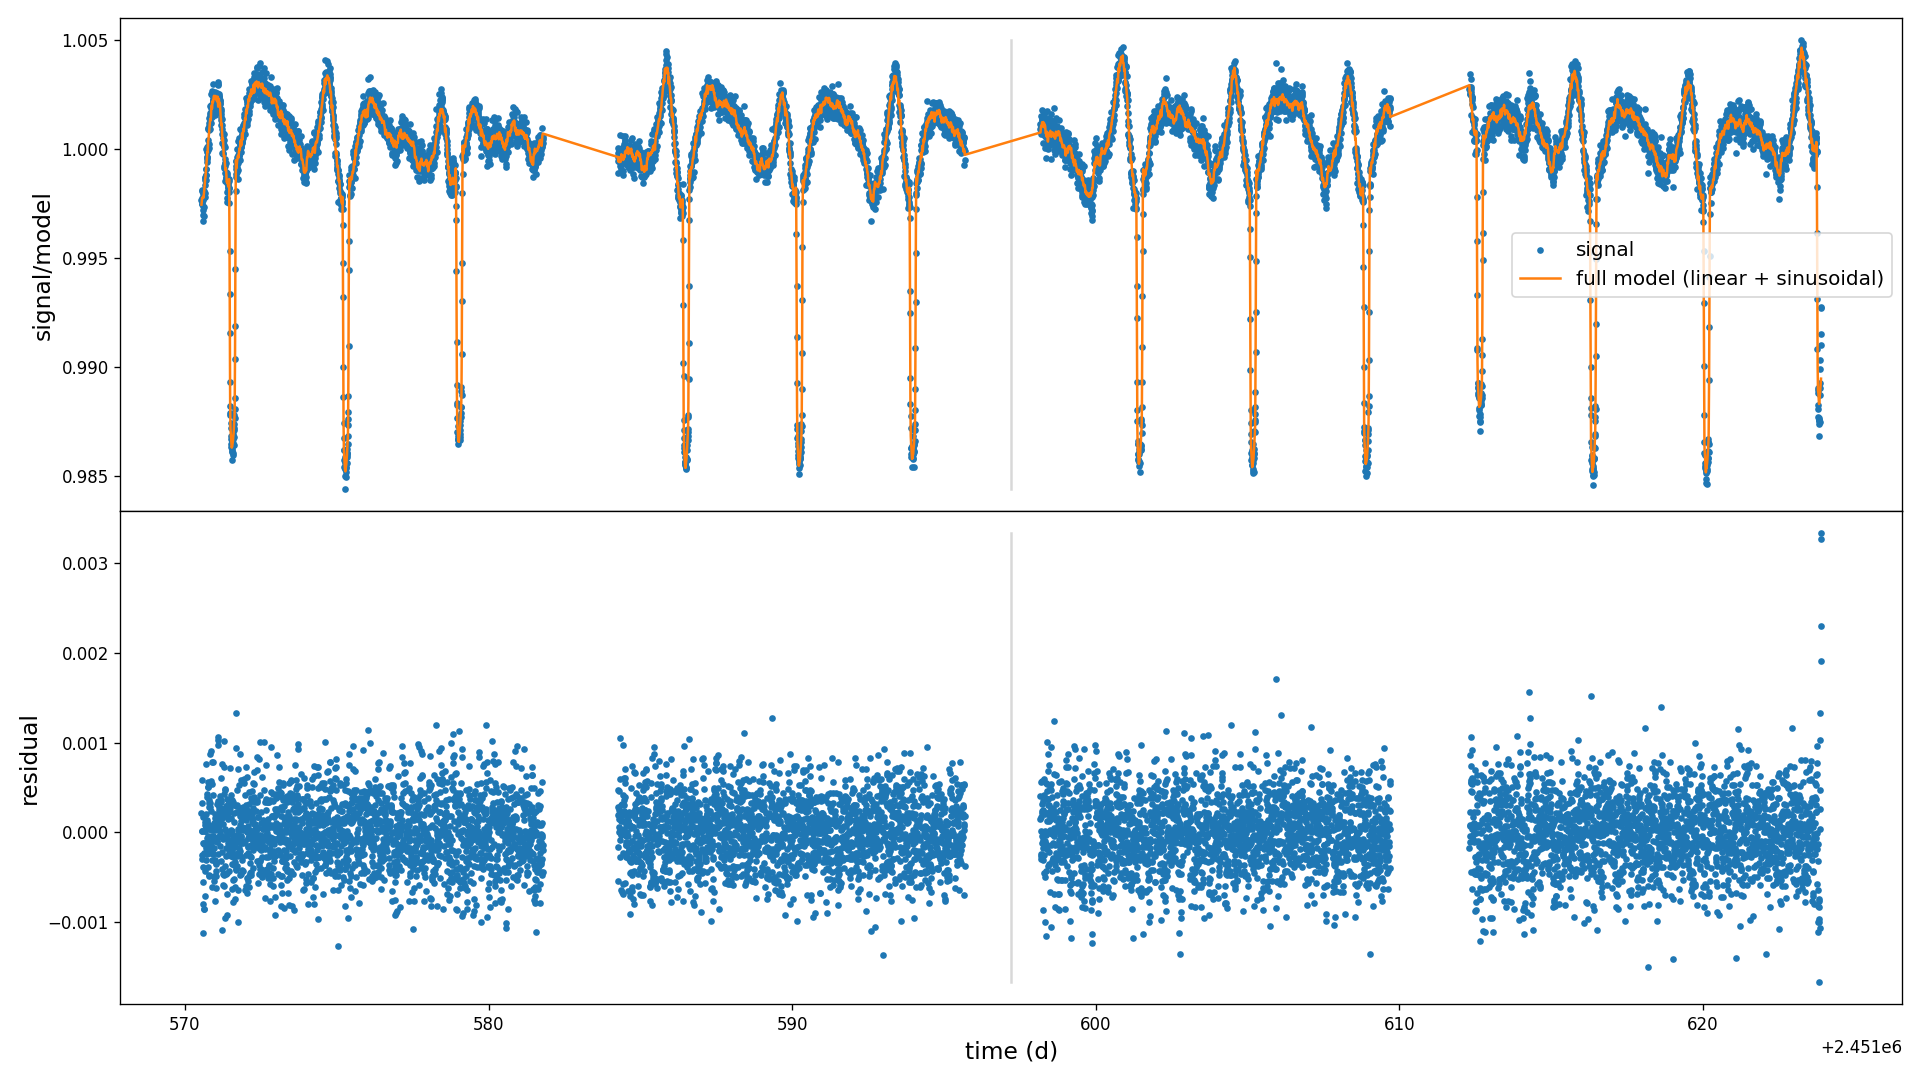 1.005
1.000
0.995
0.990
0.985
signal/model
signal
full model (linear + sinusoidal)
0.003
0.002
0.001
0.000
−0.001
residual
570
580
590
600
610
620
time (d)
+2.451e6